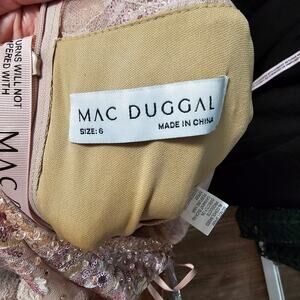 URNS WILL NOT
PERED WITH
MAC
MAC DUGGAL
SIZE: 6
MADE IN CHINA